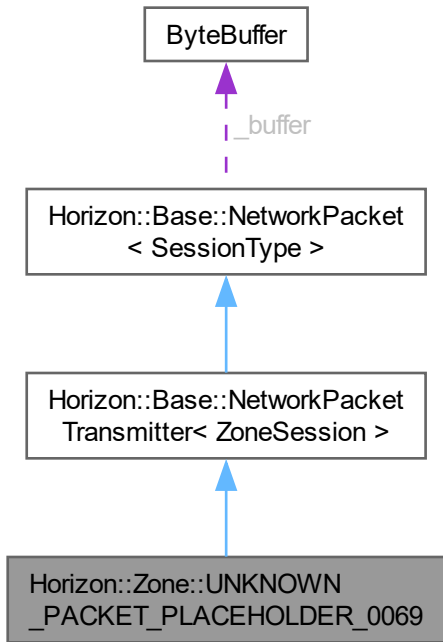 ByteBuffer
_buffer
Horizon::Base::NetworkPacket
< SessionType >
Horizon::Base::NetworkPacket
Transmitter< ZoneSession >
Horizon::Zone::UNKNOWN
_PACKET_PLACEHOLDER_0069